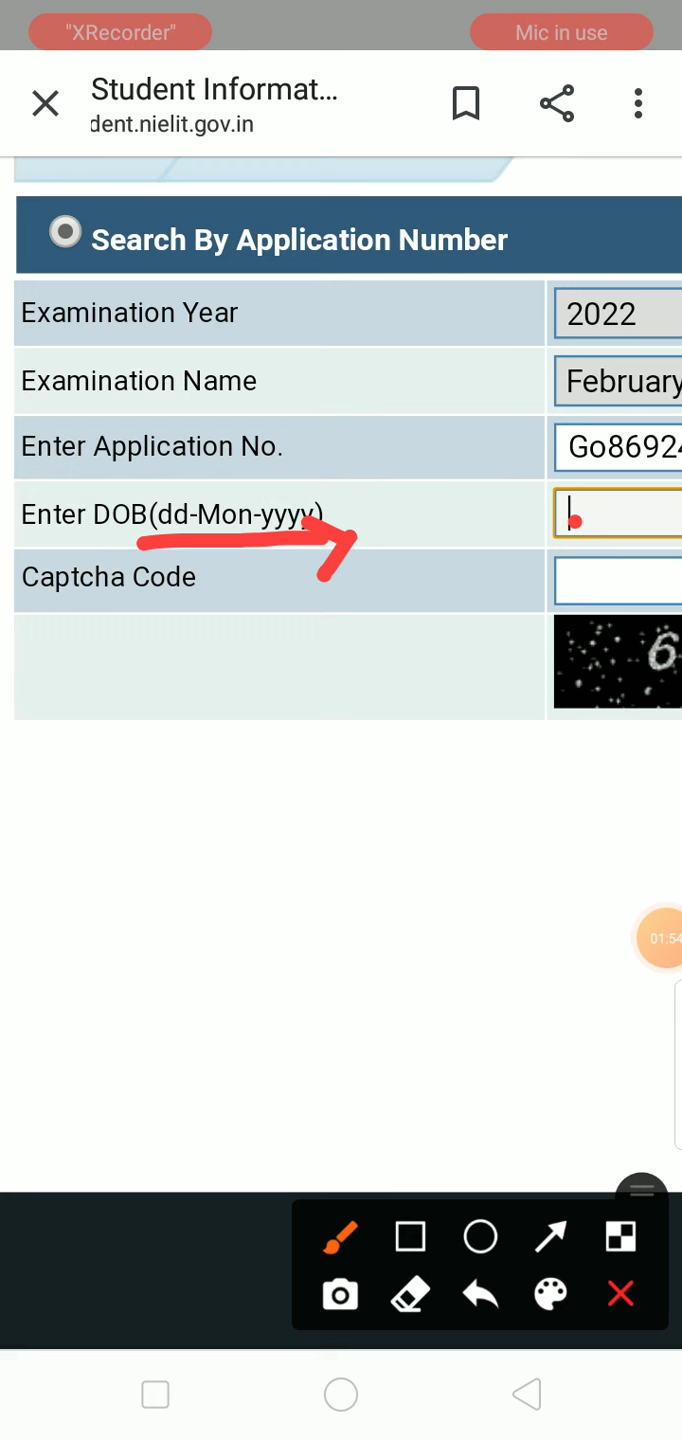 "XRecorder"
Mic in use
Student Informat...
dent.nielit.gov.in
Search By Application Number
Examination Year
2022
Examination Name
February
Enter Application No.
Go8692
Enter DOB(dd-Mon-yyyy)
Captcha Code
6
01:54